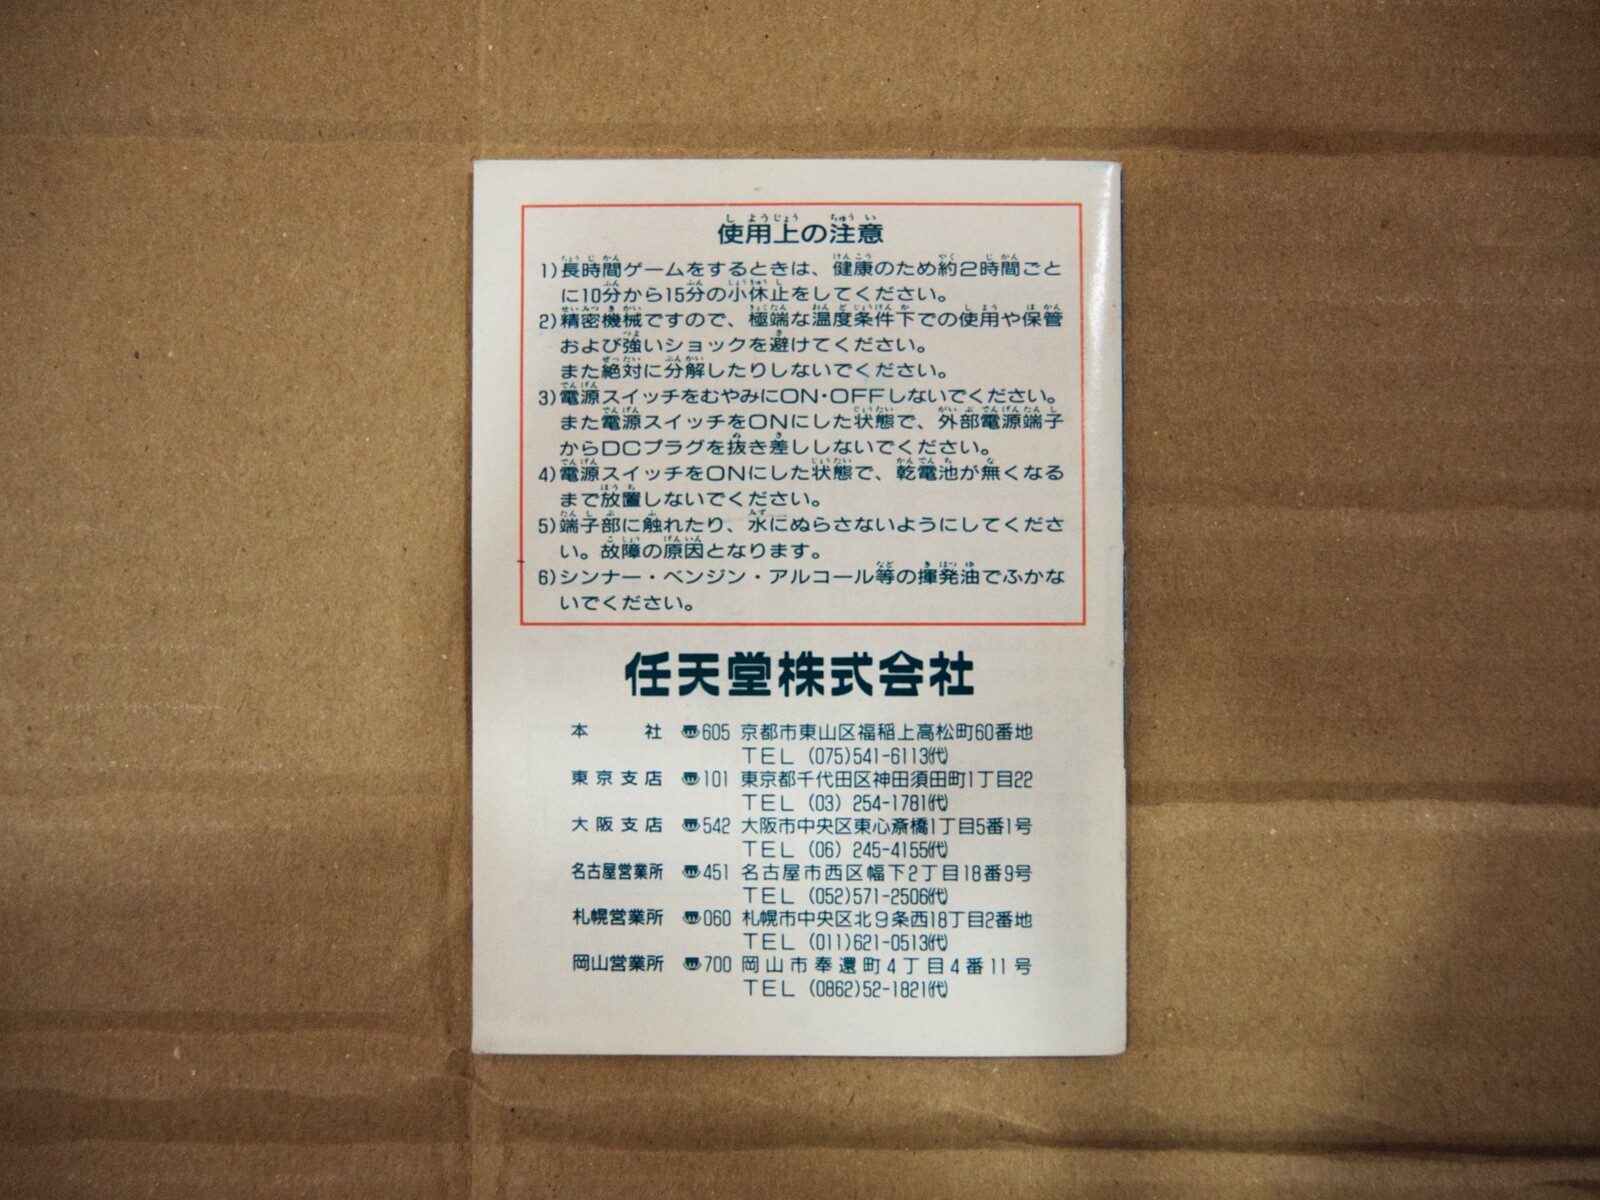 使用上の注意
1)長時間ゲームをするときは、健康のため約2時間ごと
に10分から15分の小休止をしてください。
2)精密機械ですので、極端な温度条件下での使用や保管
および強いショックを避けてください。
また絶対に分解したりしないでください。
3)電源スイッチをむやみにON・OFFしないでください。
また電源スイッチをONにした状態で、外部電源端子
からDCプラグを抜き差ししないでください。
4)電源スイッチをONにした状態で、乾電池が無くなる
まで放置しないでください。
5)端子部に触れたり、水にぬらさないようにしてくださ
い。故障の原因となります。
6)シンナー・ベンジン・アルコール等の揮発油でふかな
いでください。
任天堂株式会社
本社 〠605 京都市東山区福稲上高松町60番地
TEL (075)541-6113㈹
東京支店 〠101 東京都千代田区神田須田町1丁目22
TEL (03) 254-1781㈹
大阪支店 〠542 大阪市中央区東心斎橋1丁目5番1号
TEL (06) 245-4155㈹
名古屋営業所 〠451 名古屋市西区幅下2丁目18番9号
TEL (052)571-2506㈹
札幌営業所 〠060 札幌市中央区北9条西18丁目2番地
TEL (011)621-0513㈹
岡山営業所 〠700 岡山市奉還町4丁目4番11号
TEL (0862)52-1821㈹